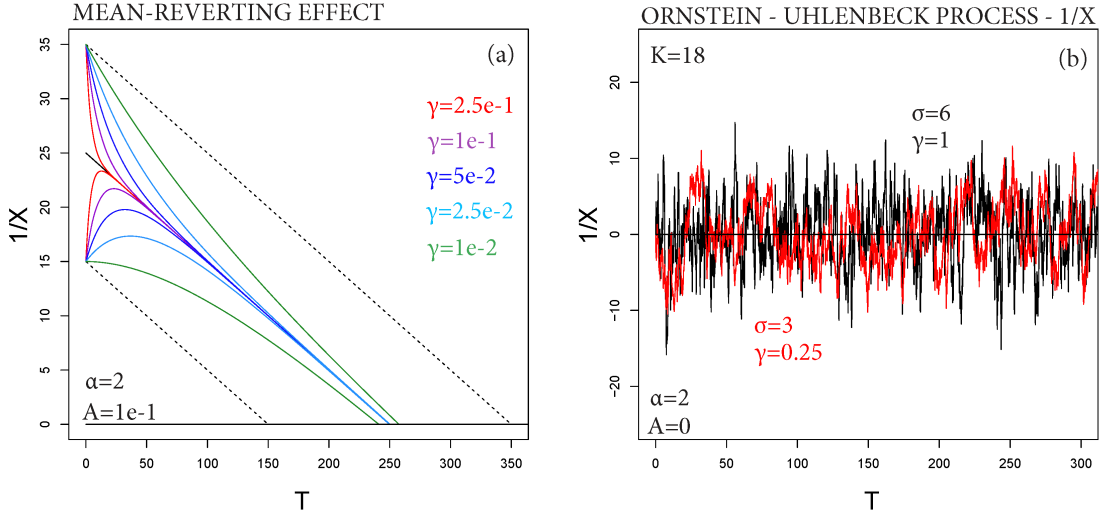 MEAN-REVERTING EFFECT
(a)
γ=2.5e-1
γ=1e-1
γ=5e-2
γ=2.5e-2
γ=1e-2
α=2
A=1e-1
1/X
35
30
25
20
15
10
5
0
0 50 100 150 200 250 300 350
T
ORNSTEIN - UHLENBECK PROCESS - 1/X
K=18
(b)
σ=6
γ=1
σ=3
γ=0.25
α=2
A=0
1/X
20
10
0
-10
-20
0 50 100 150 200 250 300
T